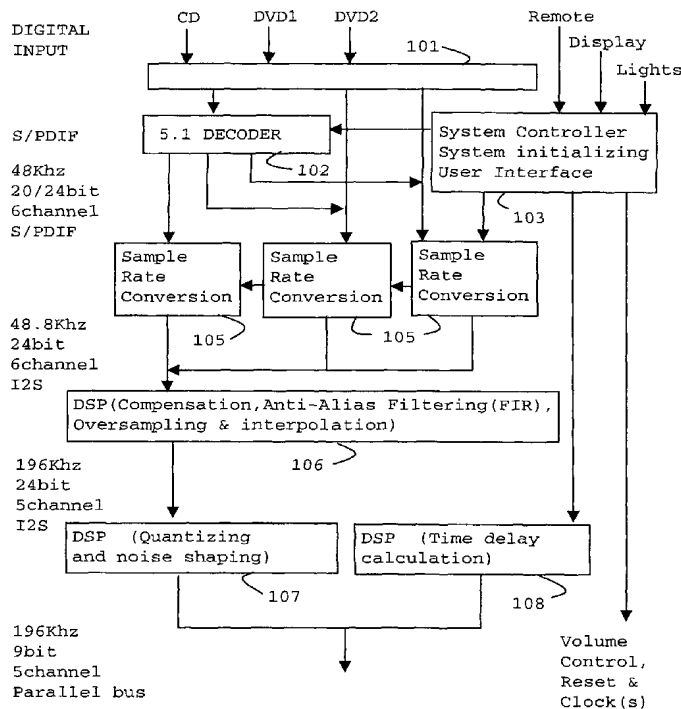 DIGITAL
INPUT
CD
DVD1
DVD2
Remote
Display
Lights
101
S/PDIF
5.1 DECODER
102
System Controller
System initializing
User Interface
103
48Khz
20/24bit
6channel
S/PDIF
Sample
Rate
Conversion
Sample
Rate
Conversion
Sample
Rate
Conversion
105
105
48.8Khz
24bit
6channel
I2S
DSP(Compensation,Anti-Alias Filtering(FIR),
Oversampling & interpolation)
106
196Khz
24bit
5channel
I2S
DSP (Quantizing
and noise shaping)
107
DSP (Time delay
calculation)
108
196Khz
9bit
5channel
Parallel bus
Volume
Control,
Reset &
Clock(s)